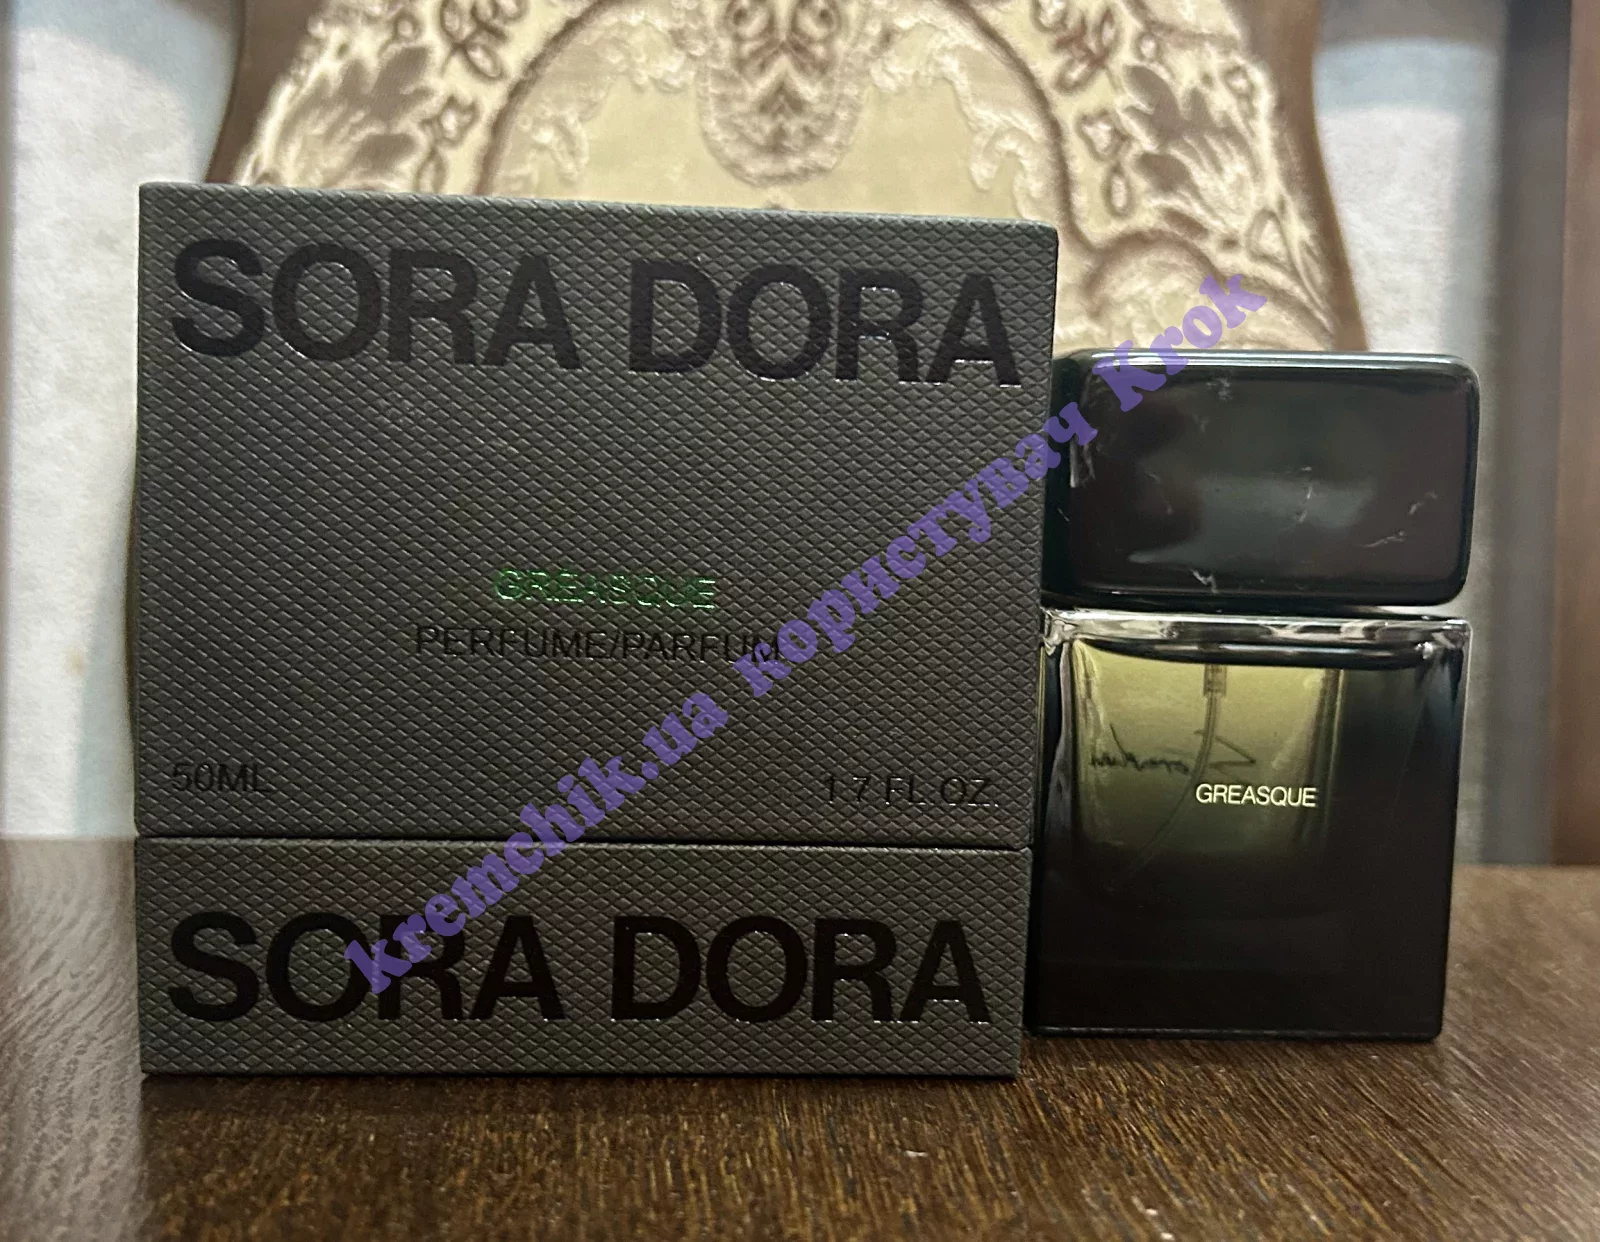 SORA DORA
GREASQUE
PERFUME/PARFUM
50ML
1.7 FL.OZ.
SORA DORA
GREASQUE
kremchik.ua користувач Krok